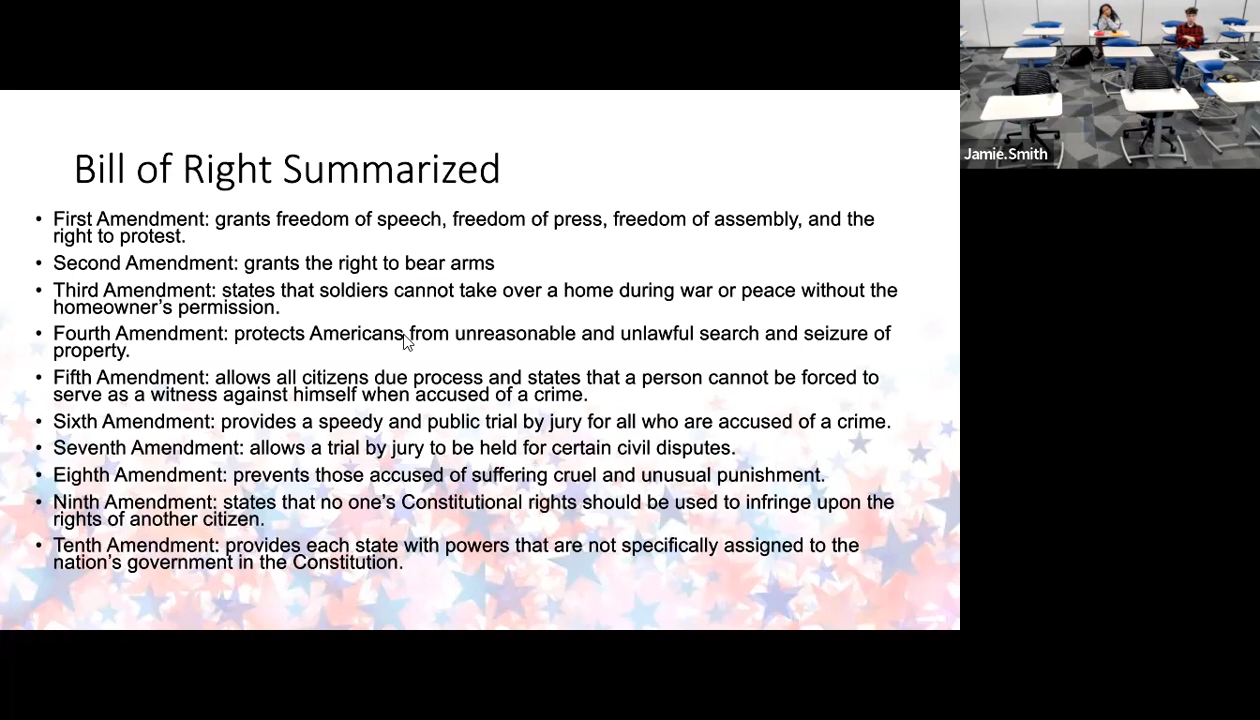 Bill of Right Summarized
• First Amendment: grants freedom of speech, freedom of press, freedom of assembly, and the
right to protest.
• Second Amendment: grants the right to bear arms
• Third Amendment: states that soldiers cannot take over a home during war or peace without the
homeowner’s permission.
• Fourth Amendment: protects Americans from unreasonable and unlawful search and seizure of
property.
• Fifth Amendment: allows all citizens due process and states that a person cannot be forced to
serve as a witness against himself when accused of a crime.
• Sixth Amendment: provides a speedy and public trial by jury for all who are accused of a crime.
• Seventh Amendment: allows a trial by jury to be held for certain civil disputes.
• Eighth Amendment: prevents those accused of suffering cruel and unusual punishment.
• Ninth Amendment: states that no one’s Constitutional rights should be used to infringe upon the
rights of another citizen.
• Tenth Amendment: provides each state with powers that are not specifically assigned to the
nation’s government in the Constitution.
Jamie.Smith